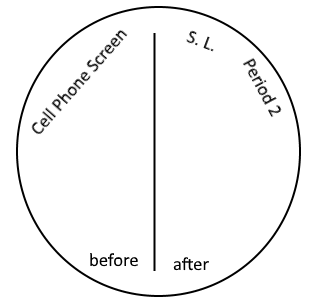 Cell Phone Screen
S. L.
Period 2
before
after